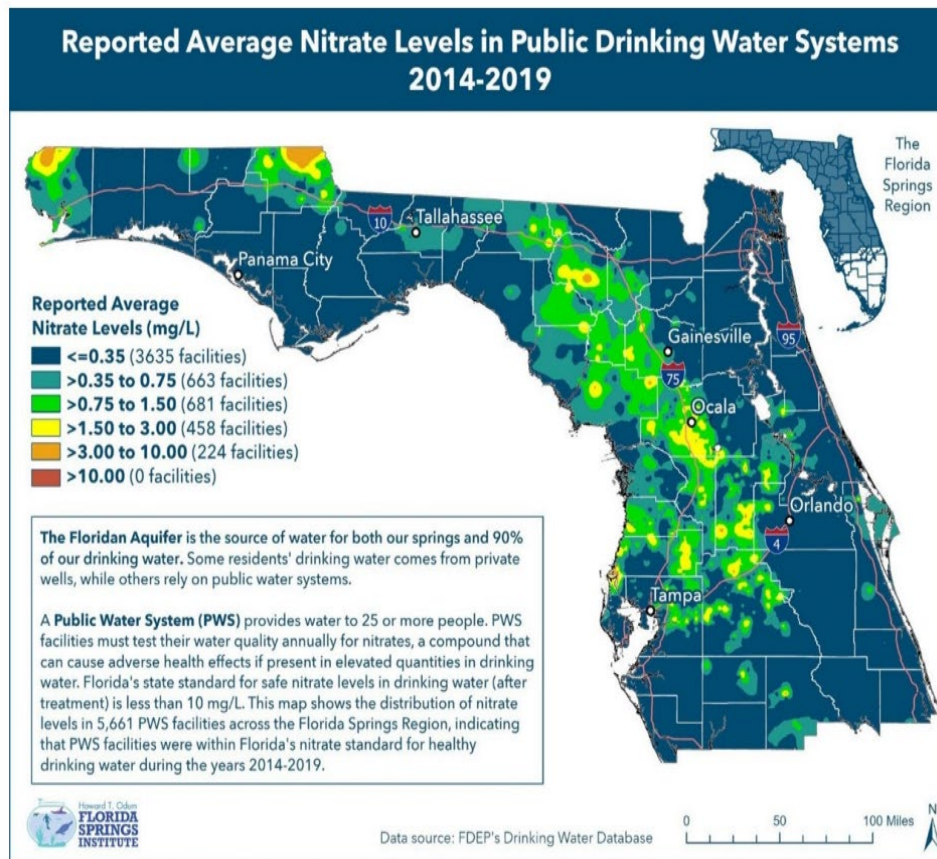 Reported Average Nitrate Levels in Public Drinking Water Systems
2014-2019
The
Florida
Springs
Region
10
Tallahassee
Panama City
Gainesville
95
75
Ocala
Orlando
4
Tampa
Reported Average
Nitrate Levels (mg/L)
<=0.35 (3635 facilities)
>0.35 to 0.75 (663 facilities)
>0.75 to 1.50 (681 facilities)
>1.50 to 3.00 (458 facilities)
>3.00 to 10.00 (224 facilities)
>10.00 (0 facilities)
The Floridan Aquifer is the source of water for both our springs and 90%
of our drinking water. Some residents' drinking water comes from private
wells, while others rely on public water systems.
A Public Water System (PWS) provides water to 25 or more people. PWS
facilities must test their water quality annually for nitrates, a compound that
can cause adverse health effects if present in elevated quantities in drinking
water. Florida's state standard for safe nitrate levels in drinking water (after
treatment) is less than 10 mg/L. This map shows the distribution of nitrate
levels in 5,661 PWS facilities across the Florida Springs Region, indicating
that PWS facilities were within Florida's nitrate standard for healthy
drinking water during the years 2014-2019.
Howard T. Odum
FLORIDA
SPRINGS
INSTITUTE
Data source: FDEP's Drinking Water Database
0 50 100 Miles
N